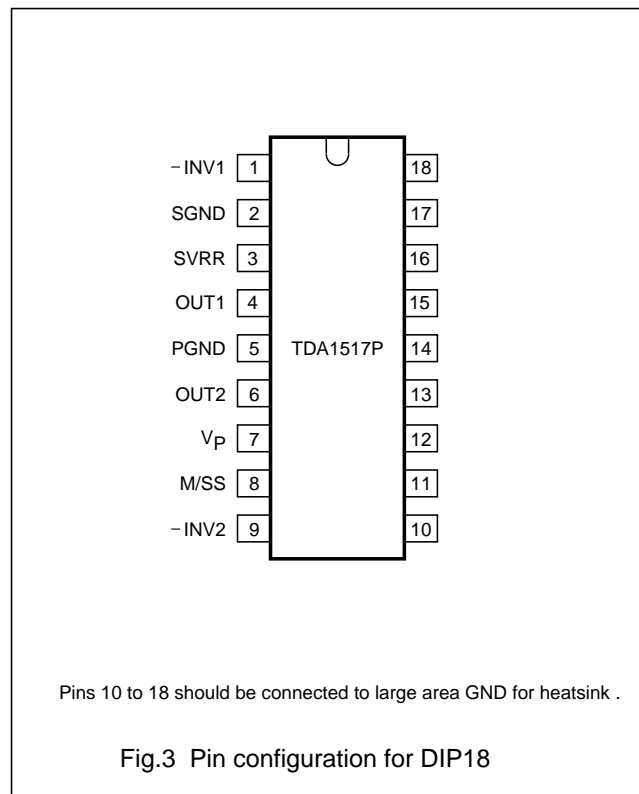 −INV1 1 18
SGND 2 17
SVRR 3 16
OUT1 4 15
PGND 5 TDA1517P 14
OUT2 6 13
VP 7 12
M/SS 8 11
−INV2 9 10
Pins 10 to 18 should be connected to large area GND for heatsink .
Fig.3 Pin configuration for DIP18